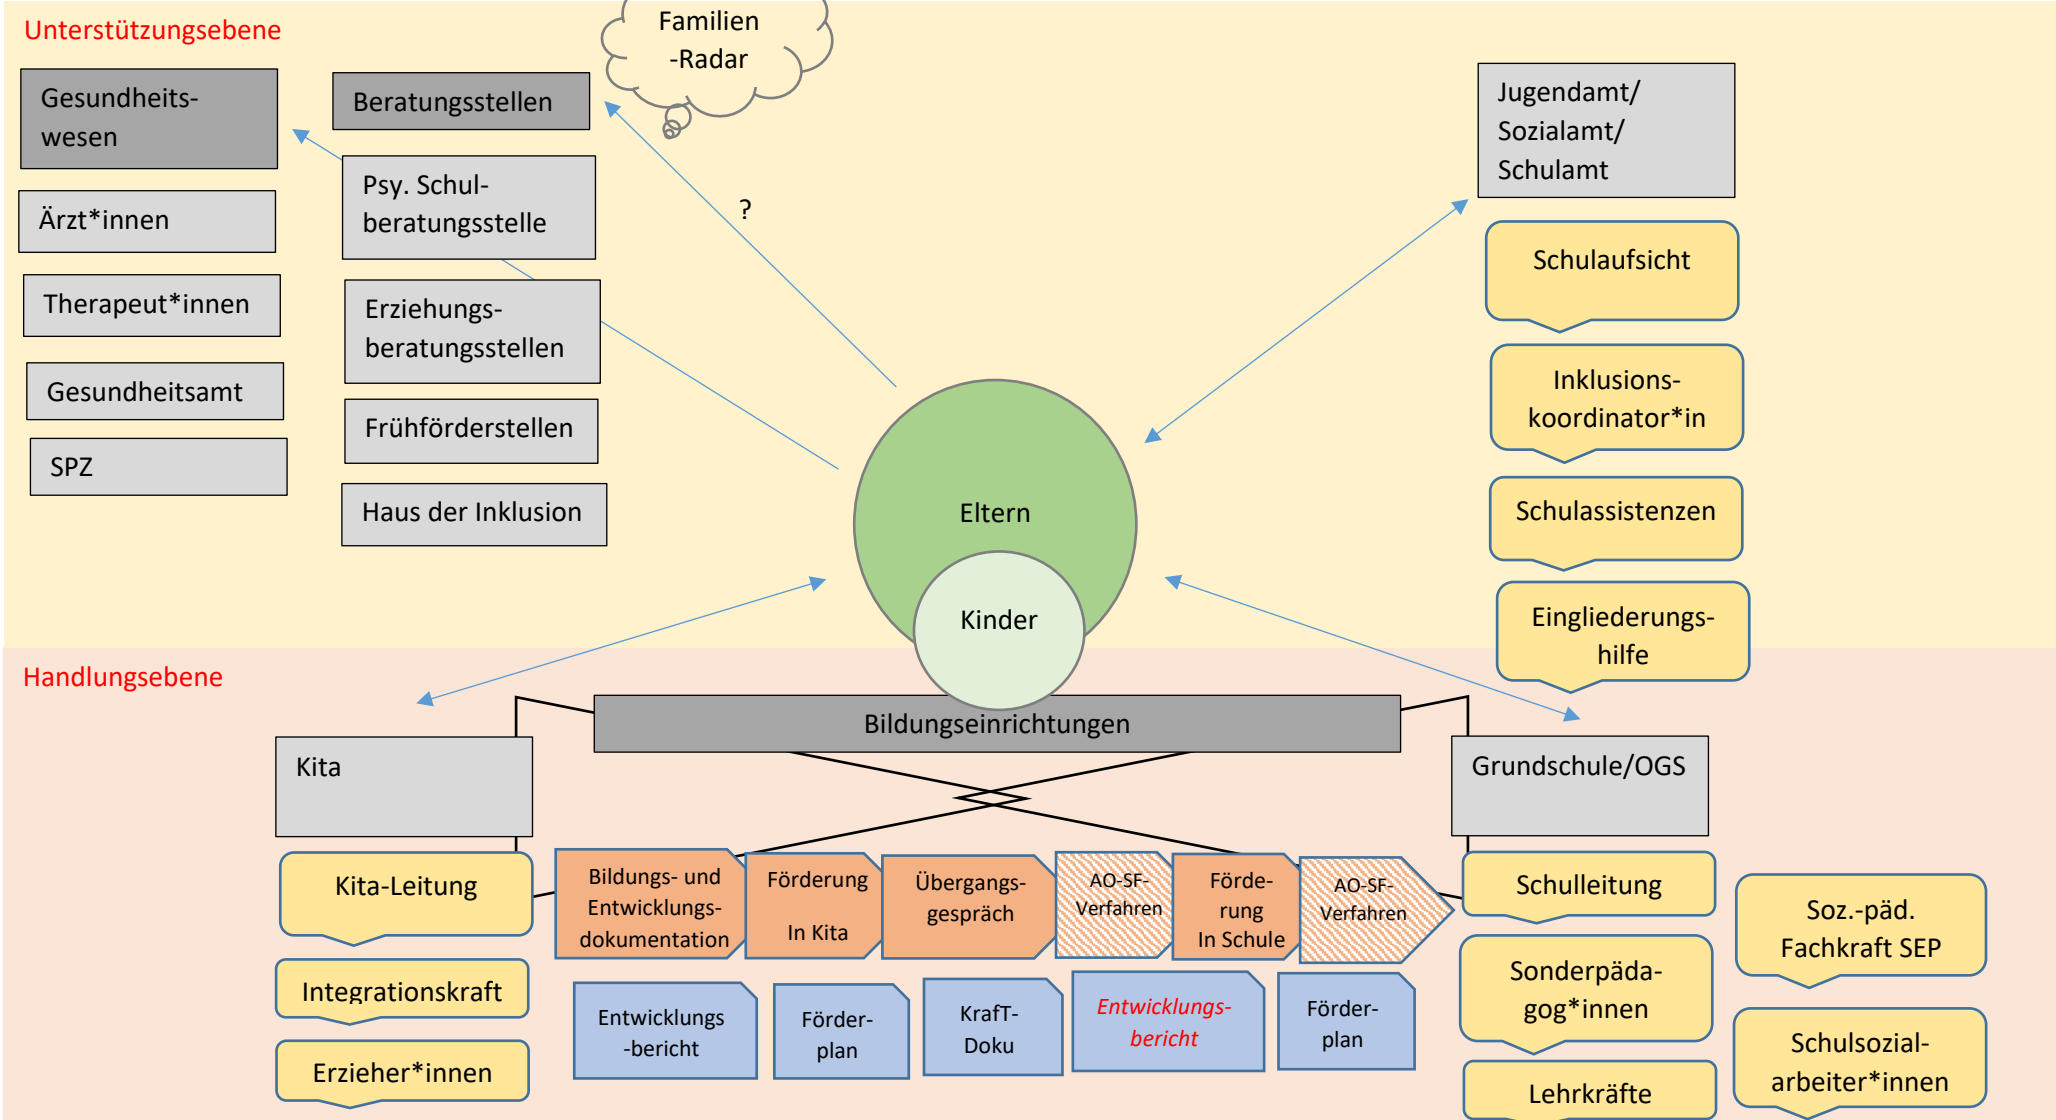 Unterstützungsebene
Familien
-Radar
Gesundheits-
wesen
Ärzt*innen
Therapeut*innen
Gesundheitsamt
SPZ
Beratungsstellen
Psy. Schul-
beratungsstelle
Erziehungs-
beratungsstellen
Frühförderstellen
Haus der Inklusion
?
Jugendamt/
Sozialamt/
Schulamt
Schulaufsicht
Inklusions-
koordinator*in
Schulassistenzen
Eingliederungs-
hilfe
Eltern
Kinder
Handlungsebene
Bildungseinrichtungen
Kita
Kita-Leitung
Integrationskraft
Erzieher*innen
Bildungs- und
Entwicklungs-
dokumentation
Förderung
In Kita
Übergangs-
gespräch
AO-SF-
Verfahren
Förde-
rung
In Schule
AO-SF-
Verfahren
Entwicklungs
-bericht
Förder-
plan
KrafT-
Doku
Entwicklungs-
bericht
Förder-
plan
Grundschule/OGS
Schulleitung
Sonderpäda-
gog*innen
Lehrkräfte
Soz.-päd.
Fachkraft SEP
Schulsozial-
arbeiter*innen